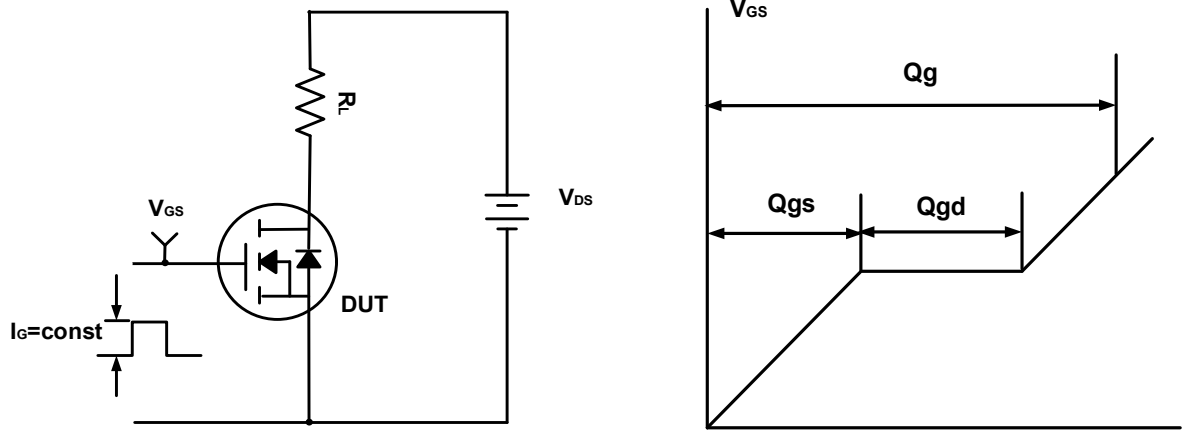 RL
VDS
VGS
DUT
IG=const
VGS
Qg
Qgs
Qgd